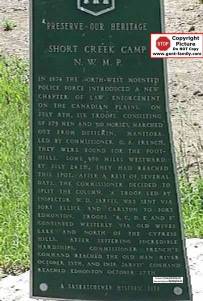 PRESERVE-OUR HERITAGE
SHORT CREEK CAMP
N.W.M.P.
STOP
Copyright
Picture
Do NOT Copy
www.gent-family.com
IN 1874 THE NORTH-WEST MOUNTED
POLICE FORCE INTRODUCED A NEW
CHAPTER OF LAW ENFORCEMENT
ON THE CANADIAN PLAINS. ON
JULY 8TH, SIX TROOPS, CONSISTING
OF 275 MEN AND 310 HORSES, MARCHED
OUT FROM DUFFERIN, MANITOBA,
LED BY COMMISSIONER G. A. FRENCH.
THEY WERE BOUND FOR THE FOOT-
HILLS, SOME 950 MILES WESTWARD.
BY JULY 24TH, THEY HAD REACHED
THIS SPOT. AFTER A REST OF SEVERAL
DAYS, THE COMMISSIONER DECIDED TO
SPLIT THE COLUMN. A TROOP LED BY
INSPECTOR W.D. JARVIS, WAS SENT VIA
FORT ELLICE AND CARLTON TO FORT
EDMONTON. TROOPS B, C, D, E AND F
CONTINUED WESTERLY VIA OLD WIVES
LAKE AND NORTH OF THE CYPRESS
HILLS. AFTER SUFFERING INCREDIBLE
HARDSHIPS, COMMISSIONER FRENCH'S
COMMAND REACHED THE OLD MAN RIVER
OCTOBER 13TH, AND INSP. JARVIS' COMMAND
REACHED EDMONTON OCTOBER 27TH.
A SASKATCHEWAN HISTORIC SITE